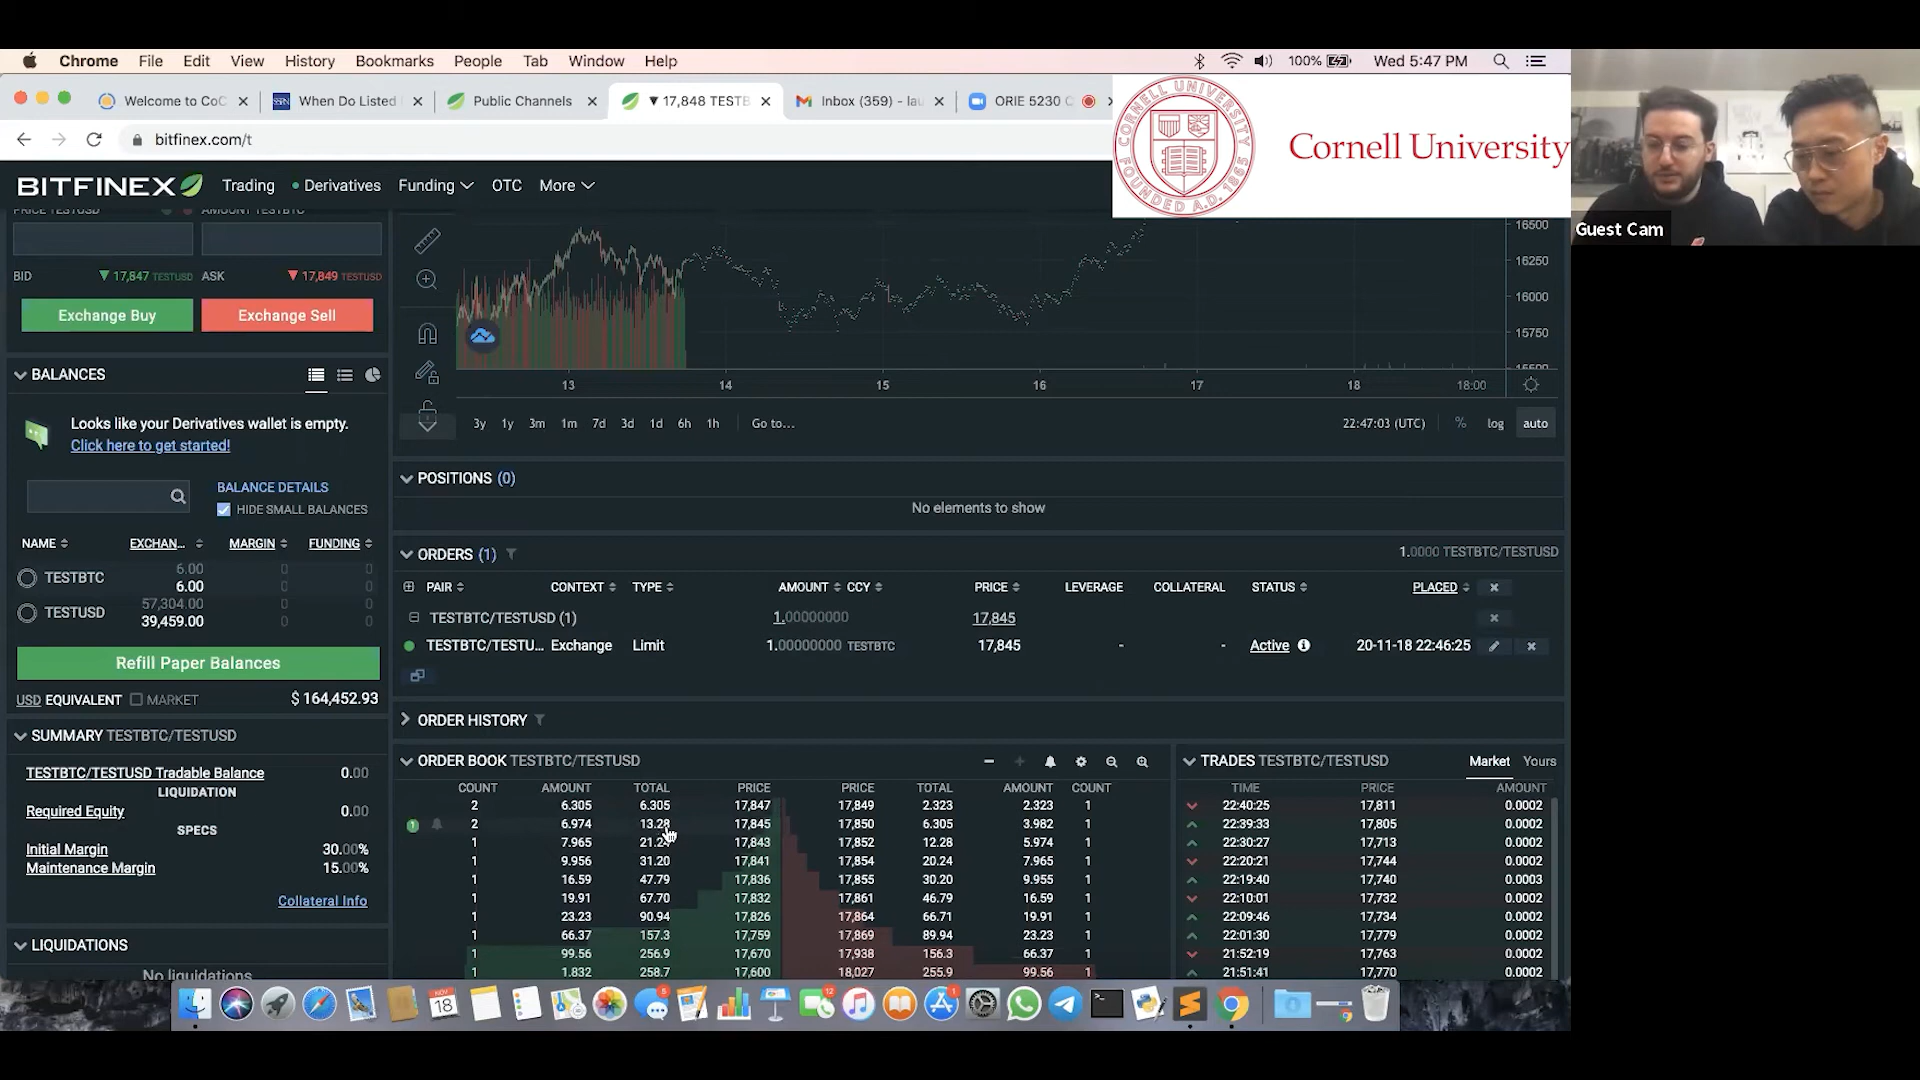 Chrome File Edit View History Bookmarks People Tab Window Help 100% Wed 5:47 PM
Welcome to CoC When Do Listed Public Channels ▼ 17,848 TESTB Inbox (359) - lau ORIE 5230 C
bitfinex.com/t
CORNELL UNIVERSITY FOUNDED A.D. 1865
Cornell University
Guest Cam
BITFINEX Trading Derivatives Funding OTC More
PRICE TESTUSD AMOUNT TESTBTC
BID ▼ 17,847 TESTUSD ASK ▼ 17,849 TESTUSD
Exchange Buy Exchange Sell
16500
16250
16000
15750
15500
13 14 15 16 17 18 18:00
3y 1y 3m 1m 7d 3d 1d 6h 1h Go to... 22:47:03 (UTC) % log auto
BALANCES
Looks like your Derivatives wallet is empty.
Click here to get started!
BALANCE DETAILS
HIDE SMALL BALANCES
NAME EXCHAN... MARGIN FUNDING
TESTBTC 6.00 0 0
6.00 0 0
TESTUSD 57,304.00 0 0
39,459.00 0 0
Refill Paper Balances
USD EQUIVALENT MARKET $ 164,452.93
SUMMARY TESTBTC/TESTUSD
TESTBTC/TESTUSD Tradable Balance 0.00
LIQUIDATION
Required Equity 0.00
SPECS
Initial Margin 30.00%
Maintenance Margin 15.00%
Collateral Info
LIQUIDATIONS
No liquidations
POSITIONS (0)
No elements to show
ORDERS (1) 1.0000 TESTBTC/TESTUSD
PAIR CONTEXT TYPE AMOUNT CCY PRICE LEVERAGE COLLATERAL STATUS PLACED
TESTBTC/TESTUSD (1) 1.00000000 17,845
TESTBTC/TESTU... Exchange Limit 1.00000000 TESTBTC 17,845 - - Active 20-11-18 22:46:25
ORDER HISTORY
ORDER BOOK TESTBTC/TESTUSD
COUNT AMOUNT TOTAL PRICE PRICE TOTAL AMOUNT COUNT
2 6.305 6.305 17,847 17,849 2.323 2.323 1
1 2 6.974 13.28 17,845 17,850 6.305 3.982 1
1 7.965 21.24 17,843 17,852 12.28 5.974 1
1 9.956 31.20 17,841 17,854 20.24 7.965 1
1 16.59 47.79 17,836 17,855 30.20 9.955 1
1 19.91 67.70 17,832 17,861 46.79 16.59 1
1 23.23 90.94 17,826 17,864 66.71 19.91 1
1 66.37 157.3 17,759 17,869 89.94 23.23 1
1 99.56 256.9 17,670 17,938 156.3 66.37 1
1 1.832 258.7 17,600 18,027 255.9 99.56 1
TRADES TESTBTC/TESTUSD Market Yours
TIME PRICE AMOUNT
22:40:25 17,811 0.0002
22:39:33 17,805 0.0002
22:30:27 17,713 0.0002
22:20:21 17,744 0.0002
22:19:40 17,740 0.0003
22:10:01 17,732 0.0002
22:09:46 17,734 0.0002
22:01:30 17,779 0.0002
21:52:19 17,763 0.0002
21:51:41 17,770 0.0002
NOV 18 5 12 1